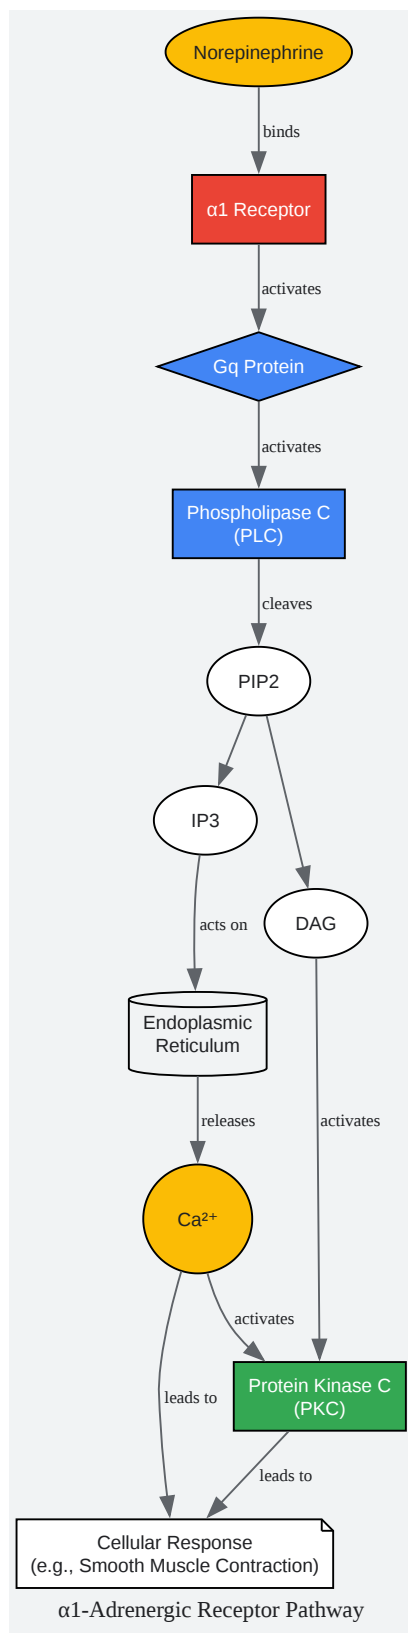 Norepinephrine
binds
α1 Receptor
activates
Gq Protein
activates
Phospholipase C
(PLC)
cleaves
PIP2
IP3
DAG
acts on
Endoplasmic
Reticulum
releases
activates
Ca²⁺
activates
leads to
Protein Kinase C
(PKC)
leads to
Cellular Response
(e.g., Smooth Muscle Contraction)
α1-Adrenergic Receptor Pathway